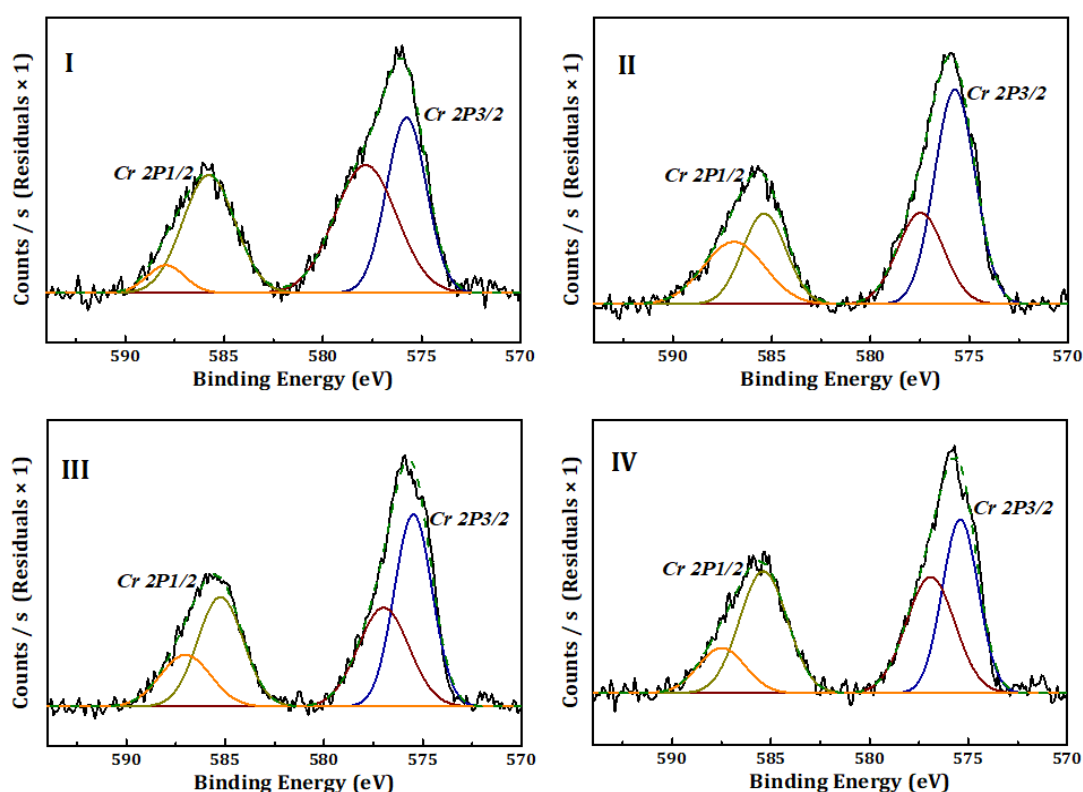 I
Cr 2P3/2
Cr 2P1/2
Counts / s (Residuals × 1)
590 585 580 575 570
Binding Energy (eV)
II
Cr 2P3/2
Cr 2P1/2
Counts / s (Residuals × 1)
590 585 580 575 570
Binding Energy (eV)
III
Cr 2P3/2
Cr 2P1/2
Counts / s (Residuals × 1)
590 585 580 575 570
Binding Energy (eV)
IV
Cr 2P3/2
Cr 2P1/2
Counts / s (Residuals × 1)
590 585 580 575 570
Binding Energy (eV)